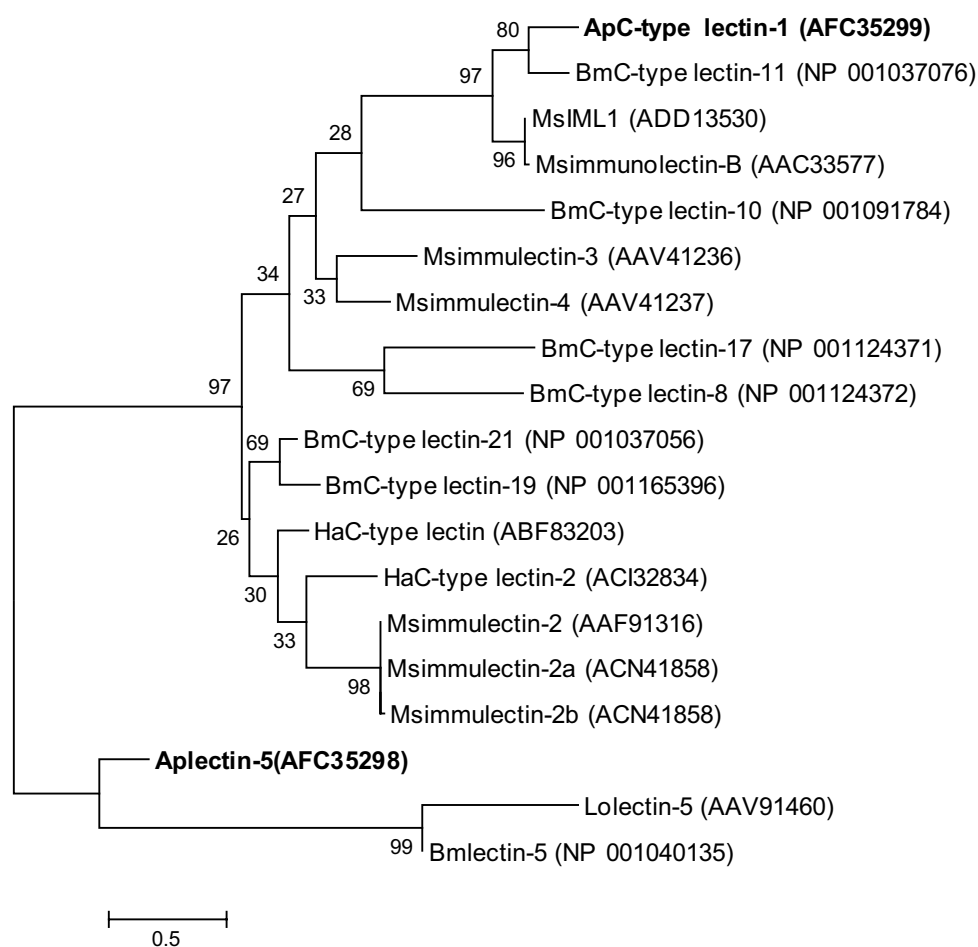 80
ApC-type lectin-1 (AFC35299)
BmC-type lectin-11 (NP 001037076)
97
MsIML1 (ADD13530)
96
Msimmunolectin-B (AAC33577)
28
BmC-type lectin-10 (NP 001091784)
27
Msimmulectin-3 (AAV41236)
33
Msimmulectin-4 (AAV41237)
34
BmC-type lectin-17 (NP 001124371)
69
BmC-type lectin-8 (NP 001124372)
97
69
BmC-type lectin-21 (NP 001037056)
BmC-type lectin-19 (NP 001165396)
26
HaC-type lectin (ABF83203)
30
HaC-type lectin-2 (ACI32834)
33
Msimmulectin-2 (AAF91316)
Msimmulectin-2a (ACN41858)
98
Msimmulectin-2b (ACN41858)
Aplectin-5(AFC35298)
Lolectin-5 (AAV91460)
99
Bmlectin-5 (NP 001040135)
0.5